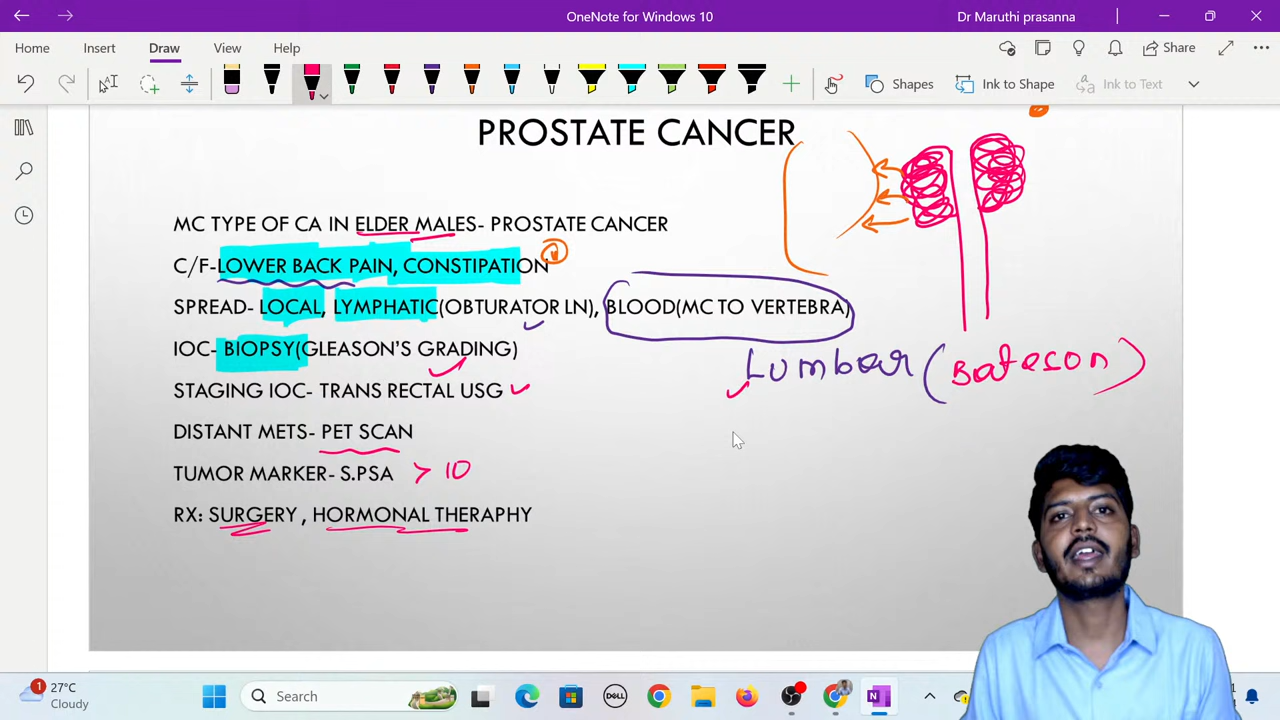 OneNote for Windows 10
Dr Maruthi prasanna
Home Insert Draw View Help
Share
Shapes Ink to Shape Ink to Text
PROSTATE CANCER
MC TYPE OF CA IN ELDER MALES- PROSTATE CANCER
C/F-LOWER BACK PAIN, CONSTIPATION
SPREAD- LOCAL, LYMPHATIC(OBTURATOR LN), BLOOD(MC TO VERTEBRA)
Lumbar (Bateson)
IOC- BIOPSY(GLEASON'S GRADING)
STAGING IOC- TRANS RECTAL USG
DISTANT METS- PET SCAN
TUMOR MARKER- S.PSA > 10
RX: SURGERY , HORMONAL THERAPHY
1
27°C
Cloudy
Search
DELL